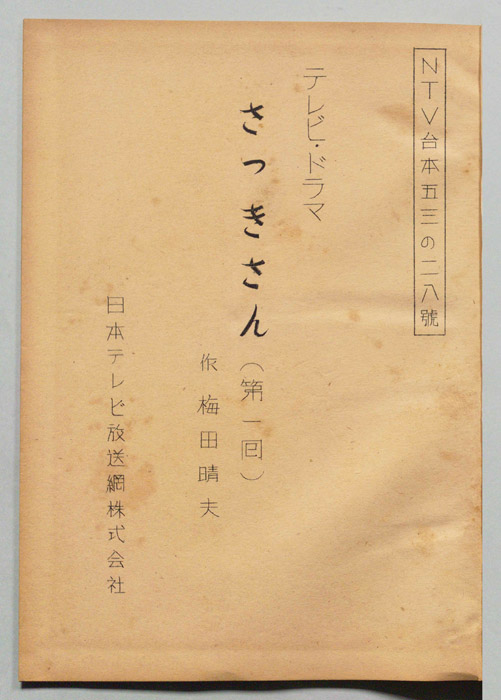 NTV台本五三の二八號
テレビ・ドラマ
さつきさん(第一回)
作 梅田晴夫
日本テレビ放送網株式会社